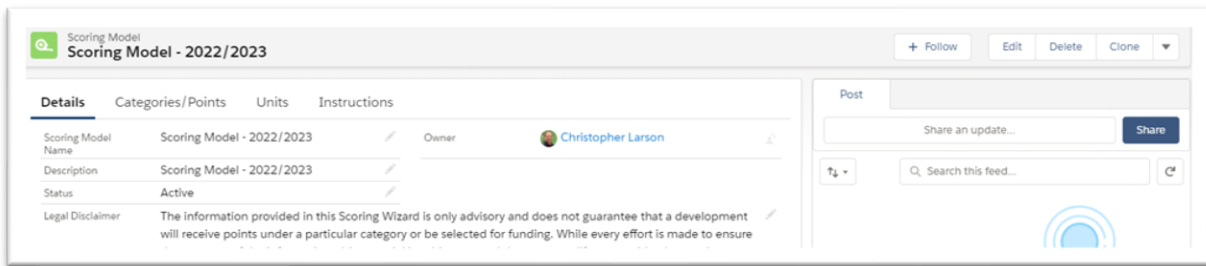 Scoring Model
Scoring Model - 2022/2023
+ Follow
Edit
Delete
Clone
Details
Categories/Points
Units
Instructions
Scoring Model Name
Scoring Model - 2022/2023
Owner
Christopher Larson
Description
Scoring Model - 2022/2023
Status
Active
Legal Disclaimer
The information provided in this Scoring Wizard is only advisory and does not guarantee that a development
will receive points under a particular category or be selected for funding. While every effort is made to ensure
Post
Share an update...
Share
Search this feed...